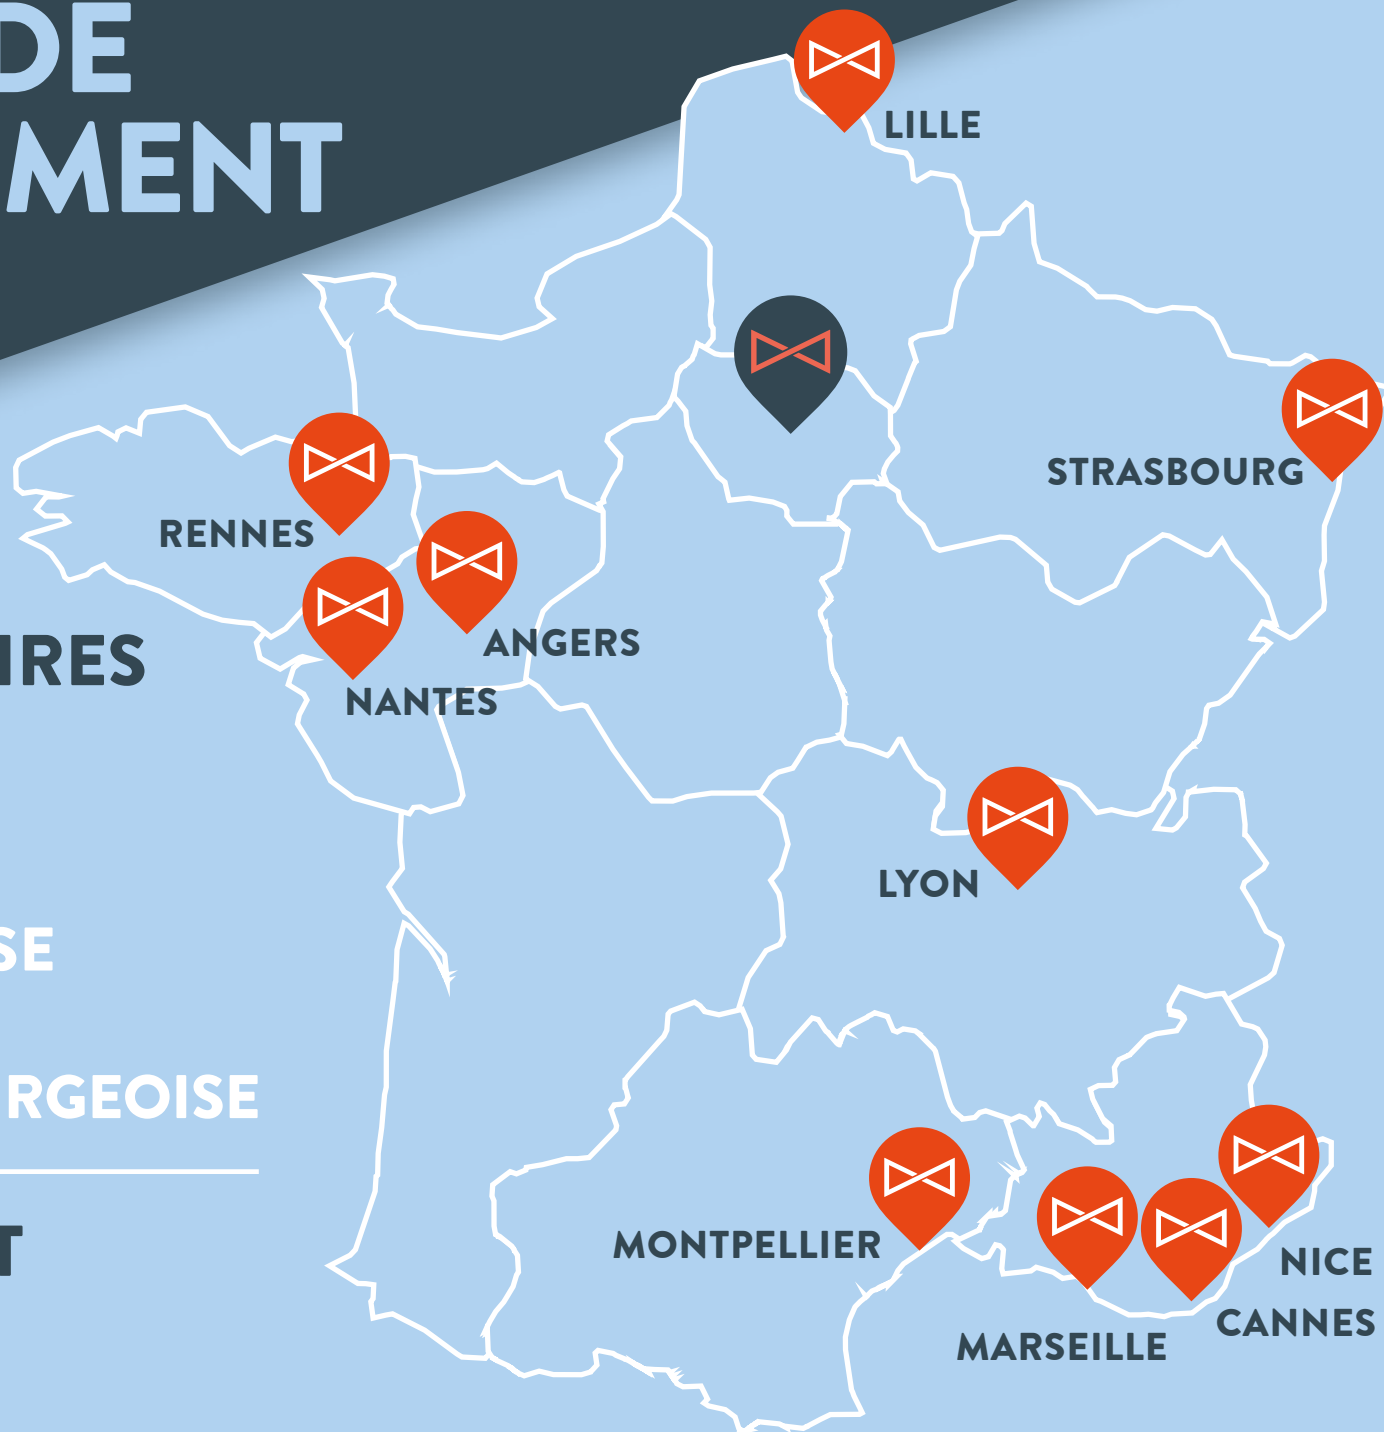 DE
MENT
LILLE
STRASBOURG
RENNES
ANGERS
IRES
NANTES
LYON
SE
RGEOISE
MONTPELLIER
T
NICE
CANNES
MARSEILLE